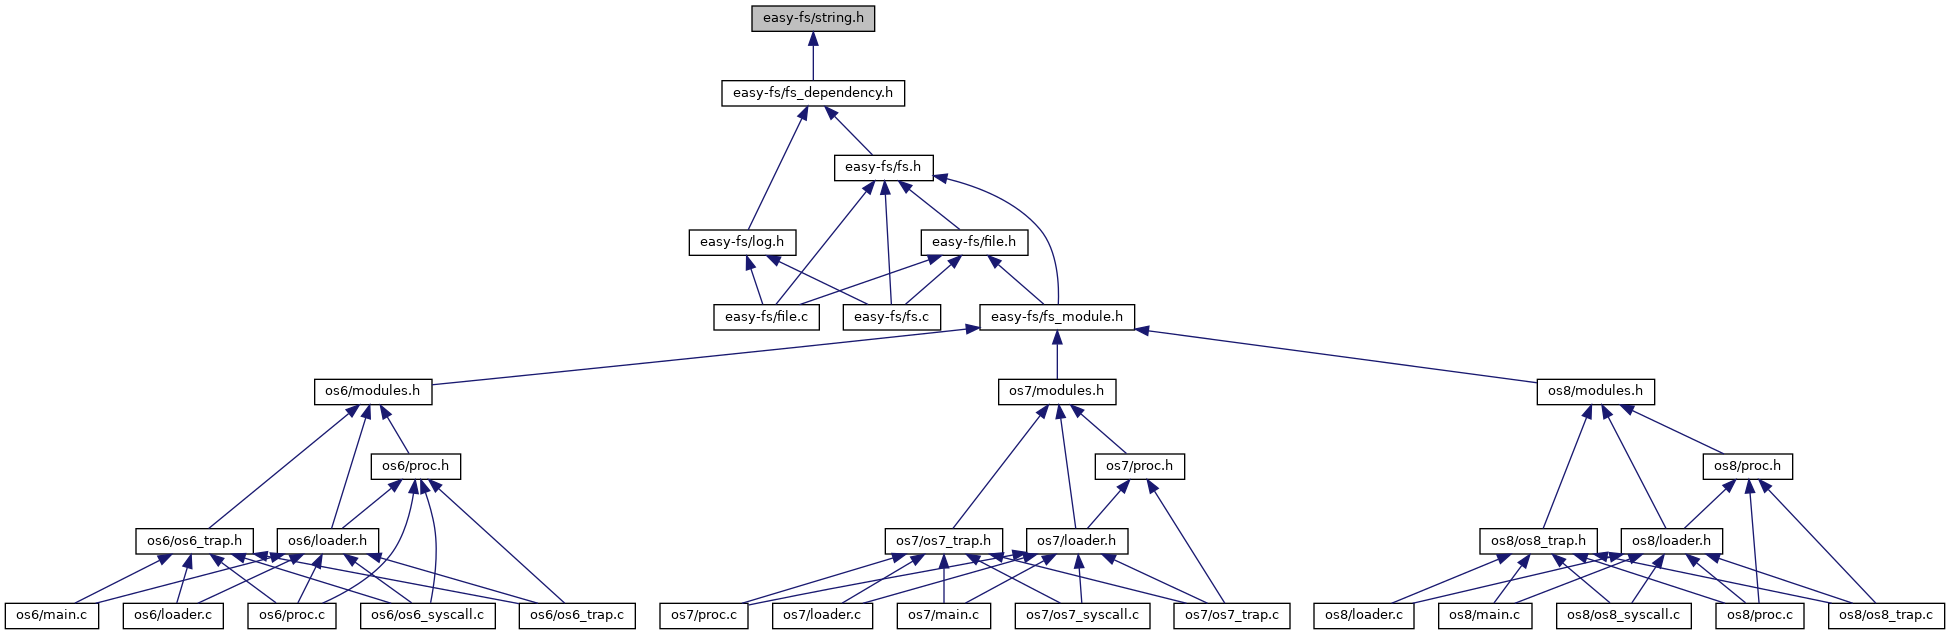 easy-fs/string.h
easy-fs/fs_dependency.h
easy-fs/fs.h
easy-fs/log.h
easy-fs/file.h
easy-fs/file.c
easy-fs/fs.c
easy-fs/fs_module.h
os6/modules.h
os7/modules.h
os8/modules.h
os6/proc.h
os7/proc.h
os8/proc.h
os6/os6_trap.h
os6/loader.h
os7/os7_trap.h
os7/loader.h
os8/os8_trap.h
os8/loader.h
os6/main.c
os6/loader.c
os6/proc.c
os6/os6_syscall.c
os6/os6_trap.c
os7/proc.c
os7/loader.c
os7/main.c
os7/os7_syscall.c
os7/os7_trap.c
os8/loader.c
os8/main.c
os8/os8_syscall.c
os8/proc.c
os8/os8_trap.c